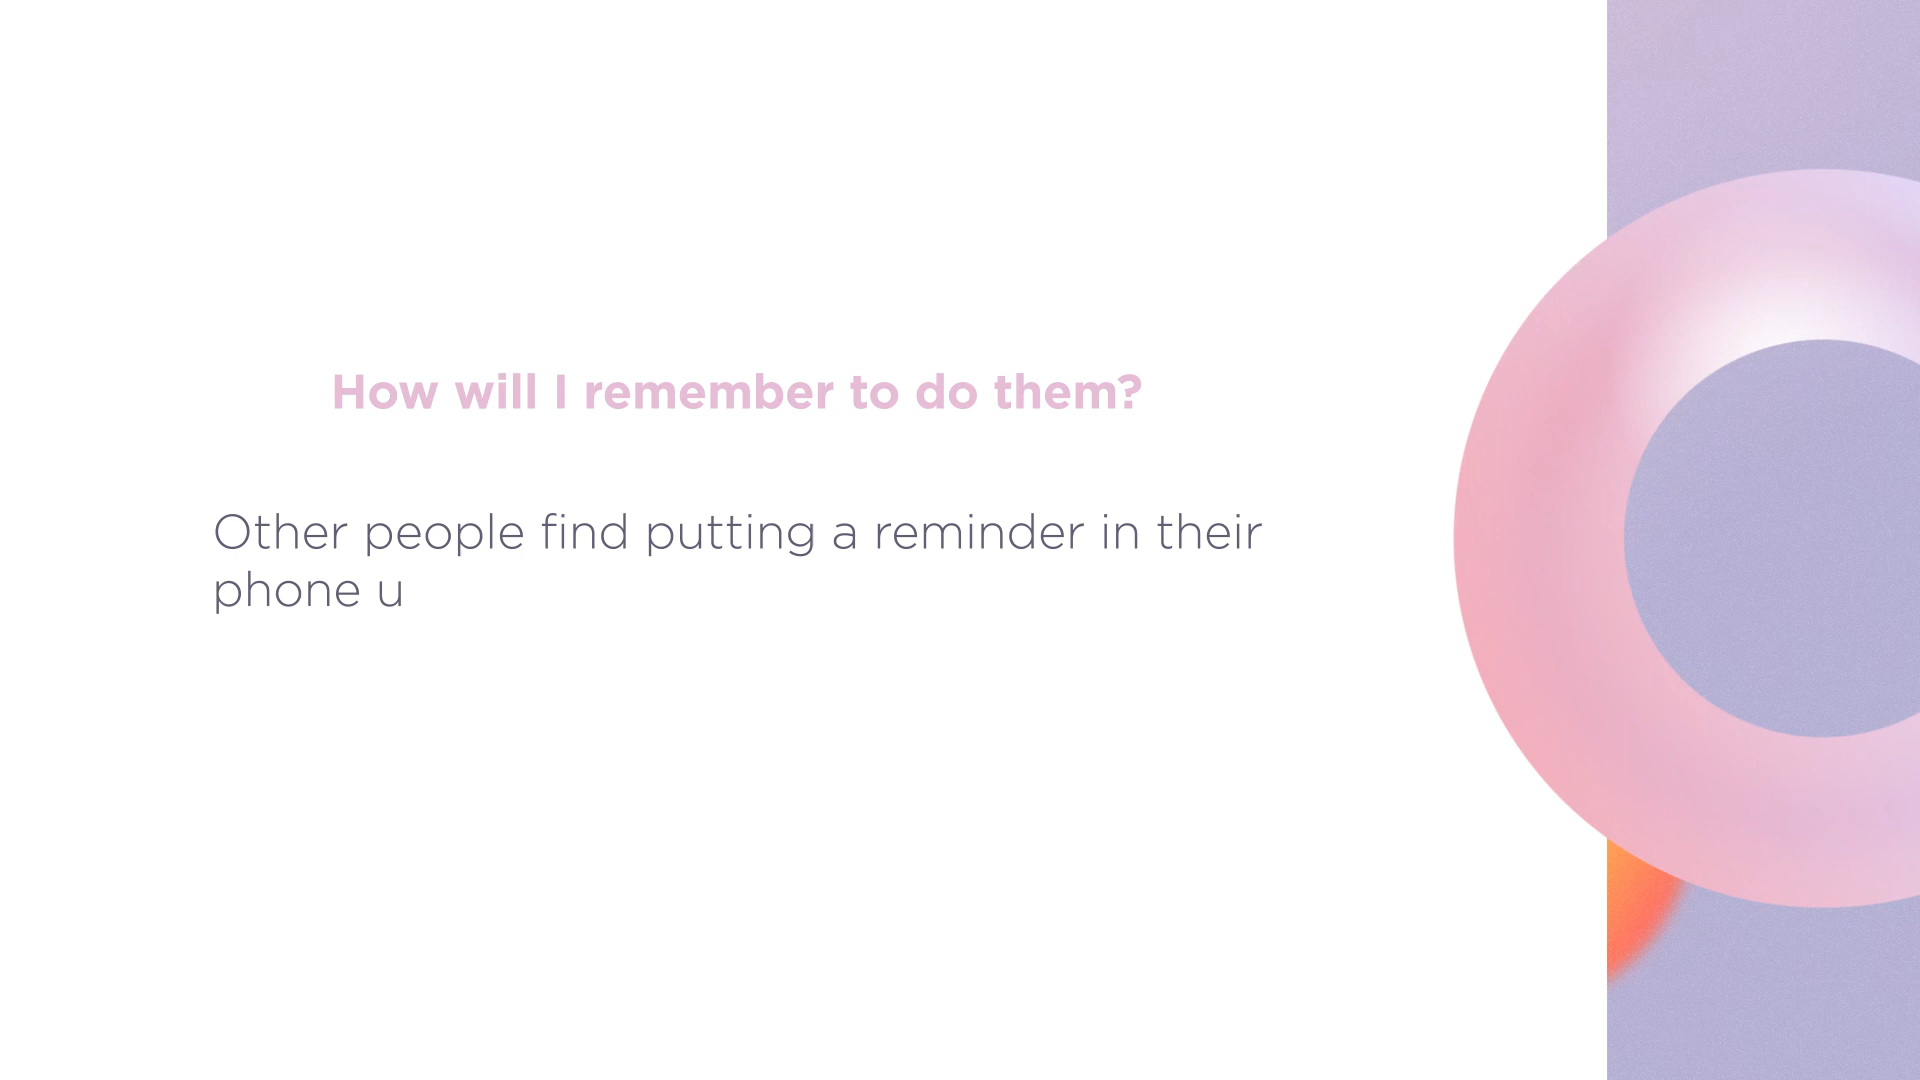 How will I remember to do them?
Other people find putting a reminder in their
phone u